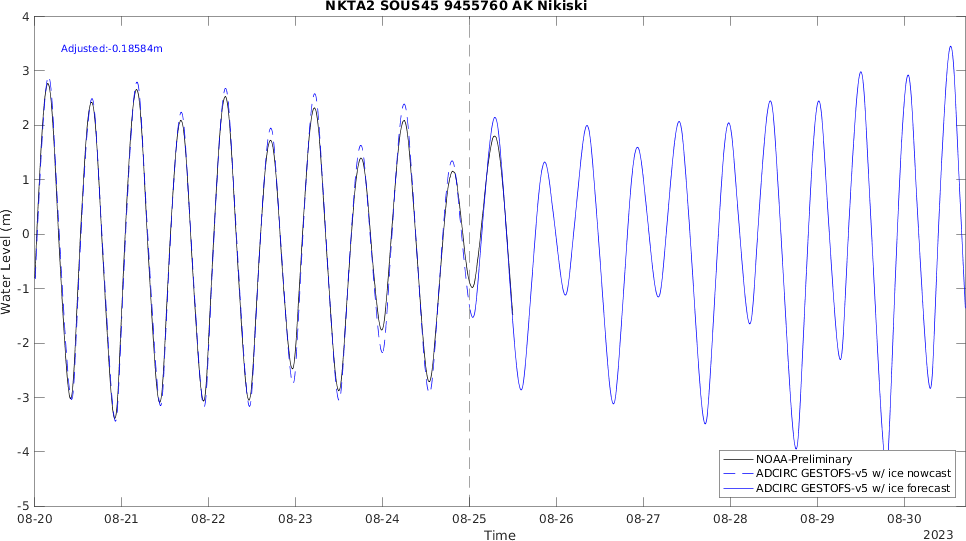 NKTA2 SOUS45 9455760 AK Nikiski
Adjusted:-0.18584m
Water Level (m)
4
3
2
1
0
-1
-2
-3
-4
-5
NOAA-Preliminary
ADCIRC GESTOFS-v5 w/ ice nowcast
ADCIRC GESTOFS-v5 w/ ice forecast
08-20 08-21 08-22 08-23 08-24 08-25 08-26 08-27 08-28 08-29 08-30
Time
2023